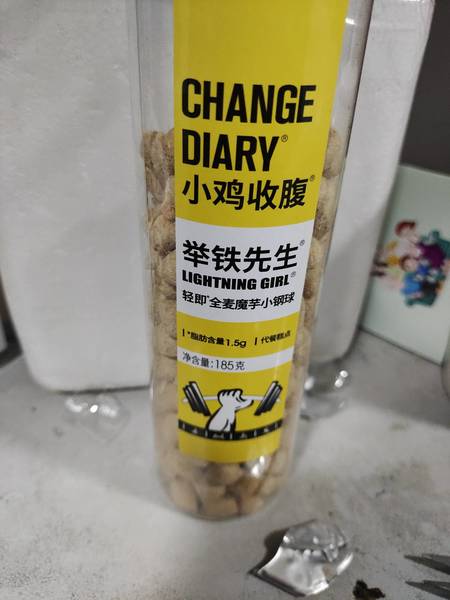 CHANGE
DIARY®
小鸡收腹®
举铁先生®
LIGHTNING GIRL®
轻即®全麦魔芋小钢球
*脂肪含量1.5g | 代餐糕点
净含量:185克